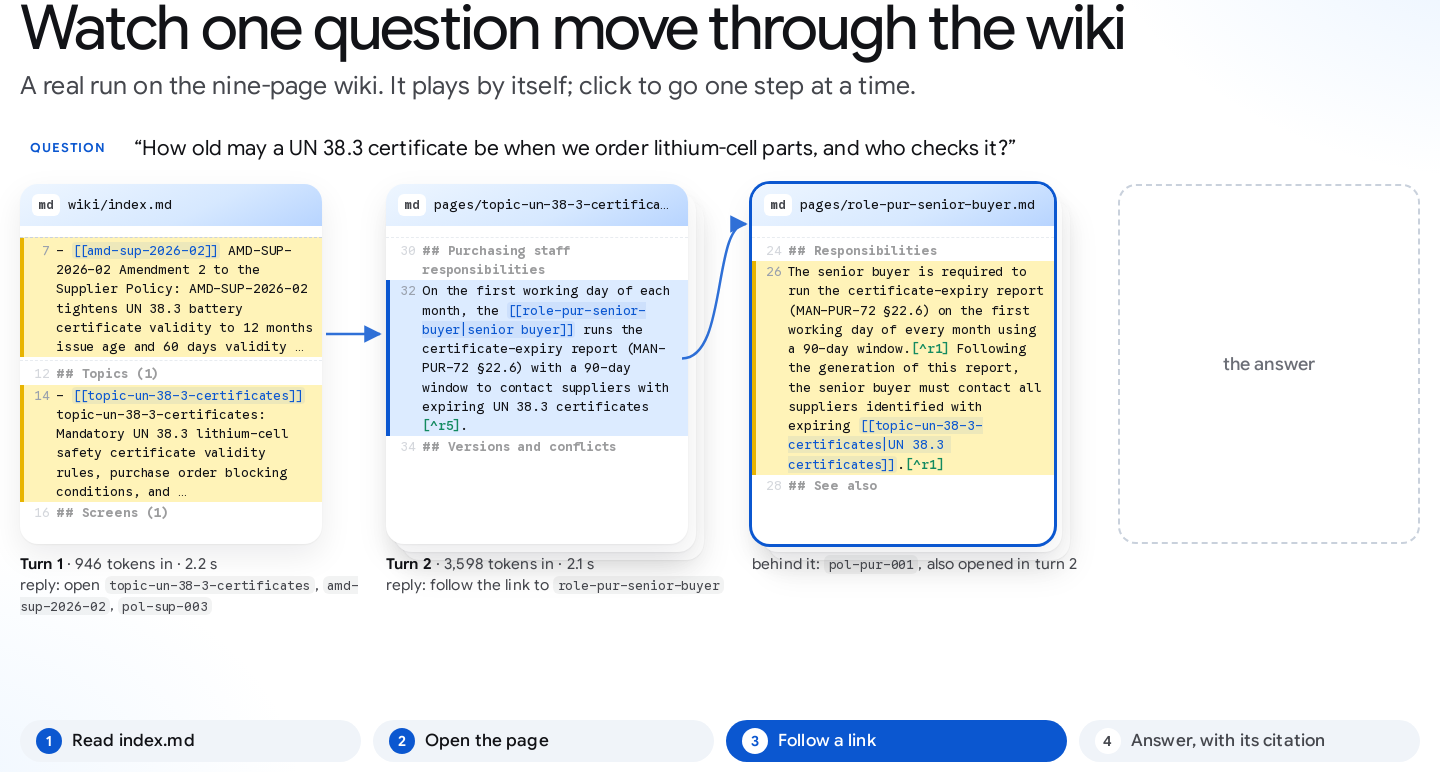 Watch one question move through the wiki
A real run on the nine-page wiki. It plays by itself; click to go one step at a time.
QUESTION “How old may a UN 38.3 certificate be when we order lithium-cell parts, and who checks it?”
md wiki/index.md
7 – [[amd-sup-2026-02]] AMD-SUP-
2026-02 Amendment 2 to the
Supplier Policy: AMD-SUP-2026-02
tightens UN 38.3 battery
certificate validity to 12 months
issue age and 60 days validity …
12 ## Topics (1)
14 – [[topic-un-38-3-certificates]]
topic-un-38-3-certificates:
Mandatory UN 38.3 lithium-cell
safety certificate validity
rules, purchase order blocking
conditions, and …
16 ## Screens (1)
Turn 1 · 946 tokens in · 2.2 s
reply: open topic-un-38-3-certificates, amd-
sup-2026-02, pol-sup-003
md pages/topic-un-38-3-certifica…
30 ## Purchasing staff
responsibilities
32 On the first working day of each
month, the [[role-pur-senior-
buyer|senior buyer]] runs the
certificate-expiry report (MAN-
PUR-72 §22.6) with a 90-day
window to contact suppliers with
expiring UN 38.3 certificates
[^r5].
34 ## Versions and conflicts
Turn 2 · 3,598 tokens in · 2.1 s
reply: follow the link to role-pur-senior-buyer
md pages/role-pur-senior-buyer.md
24 ## Responsibilities
26 The senior buyer is required to
run the certificate-expiry report
(MAN-PUR-72 §22.6) on the first
working day of every month using
a 90-day window.[^r1] Following
the generation of this report,
the senior buyer must contact all
suppliers identified with
expiring [[topic-un-38-3-
certificates|UN 38.3
certificates]].[^r1]
28 ## See also
behind it: pol-pur-001, also opened in turn 2
the answer
1 Read index.md
2 Open the page
3 Follow a link
4 Answer, with its citation